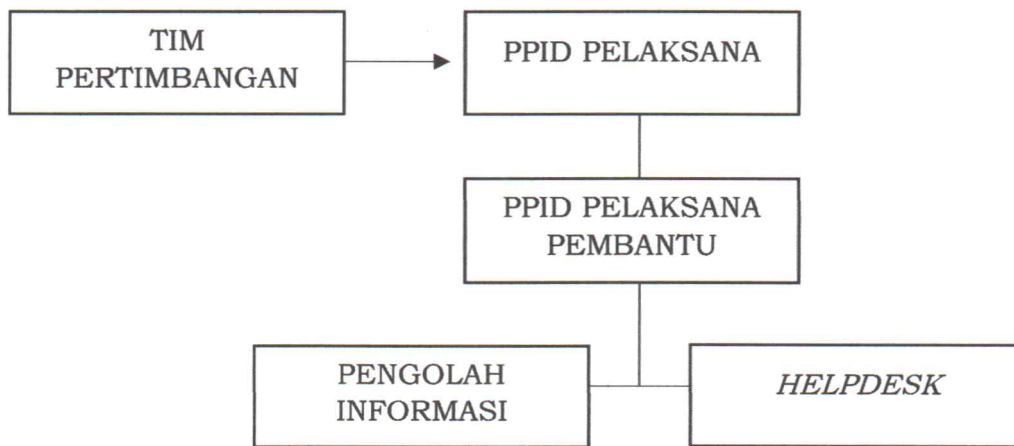 TIM
PERTIMBANGAN
PPID PELAKSANA
PPID PELAKSANA
PEMBANTU
PENGOLAH
INFORMASI
HELPDESK